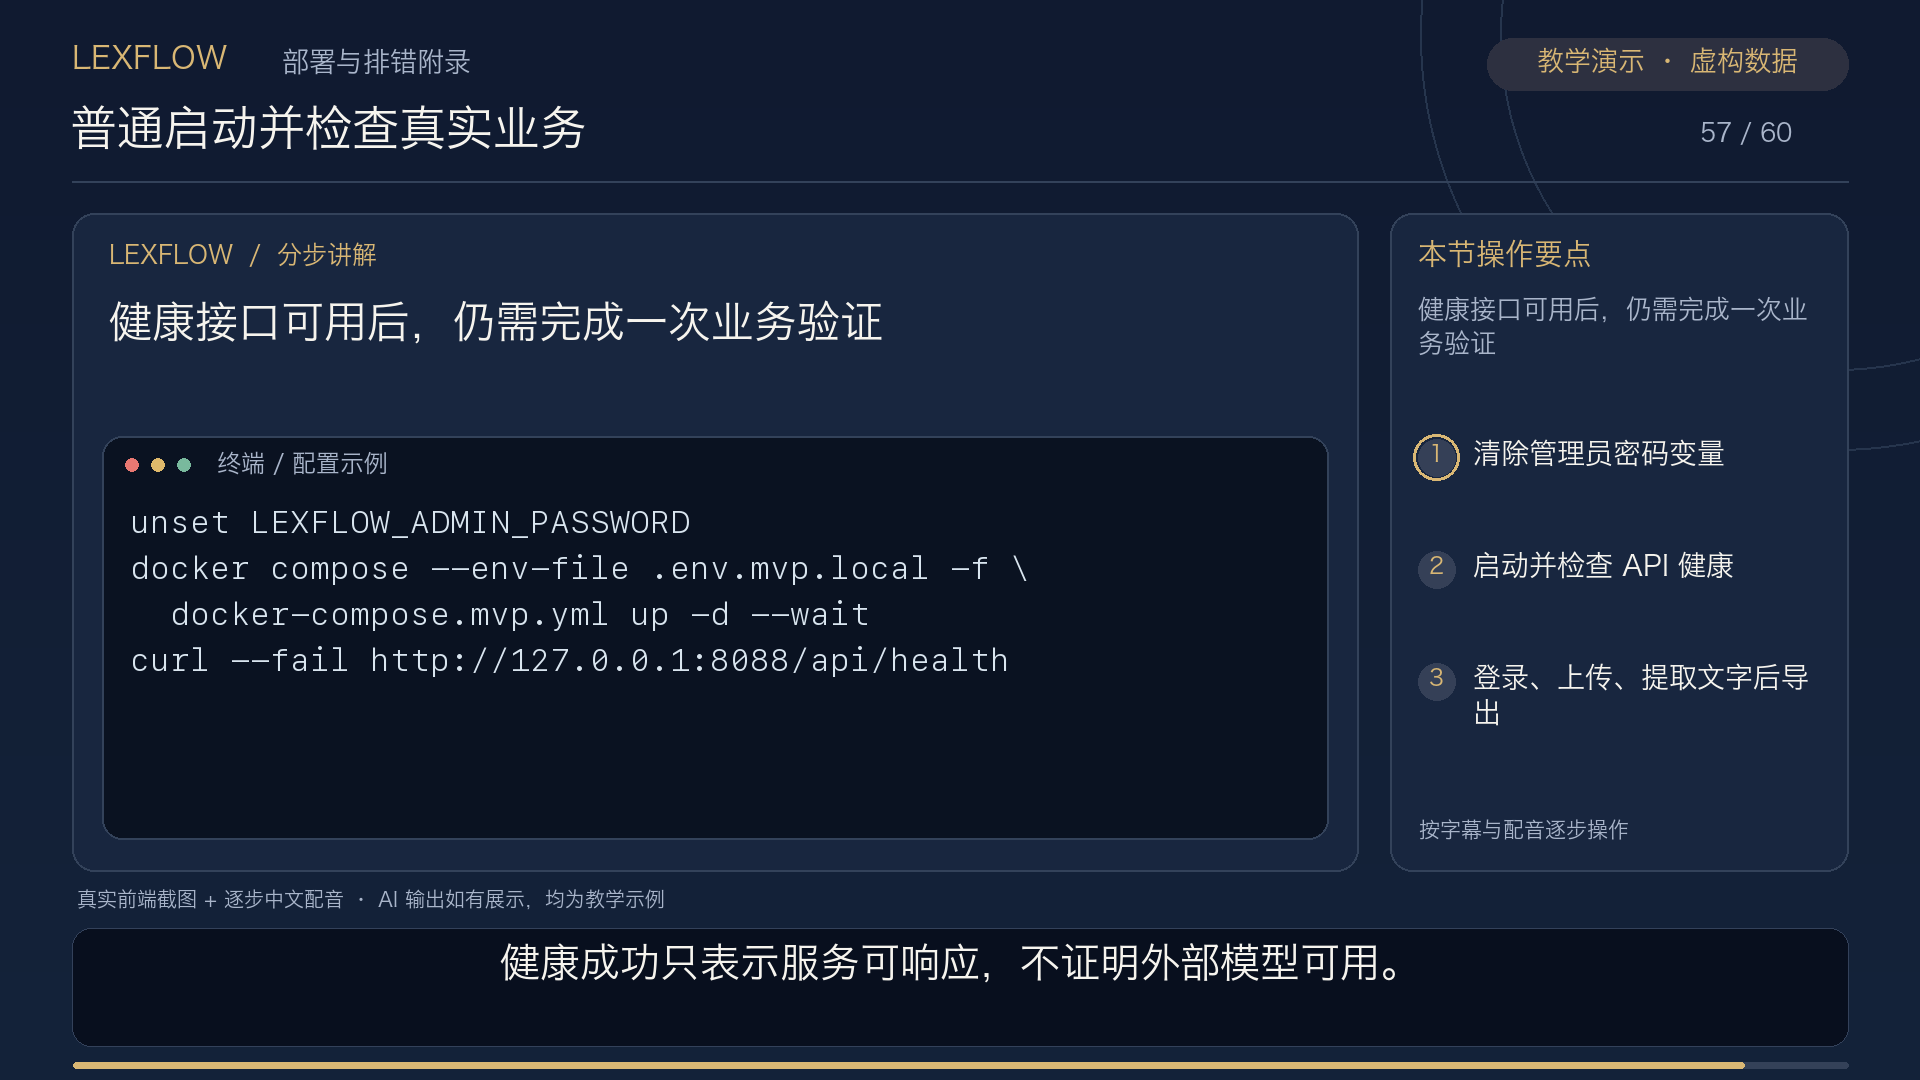 LEXFLOW 部署与排错附录
教学演示 · 虚构数据
普通启动并检查真实业务
57 / 60
LEXFLOW / 分步讲解
健康接口可用后，仍需完成一次业务验证
终端 / 配置示例
unset LEXFLOW_ADMIN_PASSWORD
docker compose --env-file .env.mvp.local -f \
  docker-compose.mvp.yml up -d --wait
curl --fail http://127.0.0.1:8088/api/health
本节操作要点
健康接口可用后，仍需完成一次业
务验证
1 清除管理员密码变量
2 启动并检查 API 健康
3 登录、上传、提取文字后导
出
按字幕与配音逐步操作
真实前端截图 + 逐步中文配音 · AI 输出如有展示，均为教学示例
健康成功只表示服务可响应，不证明外部模型可用。